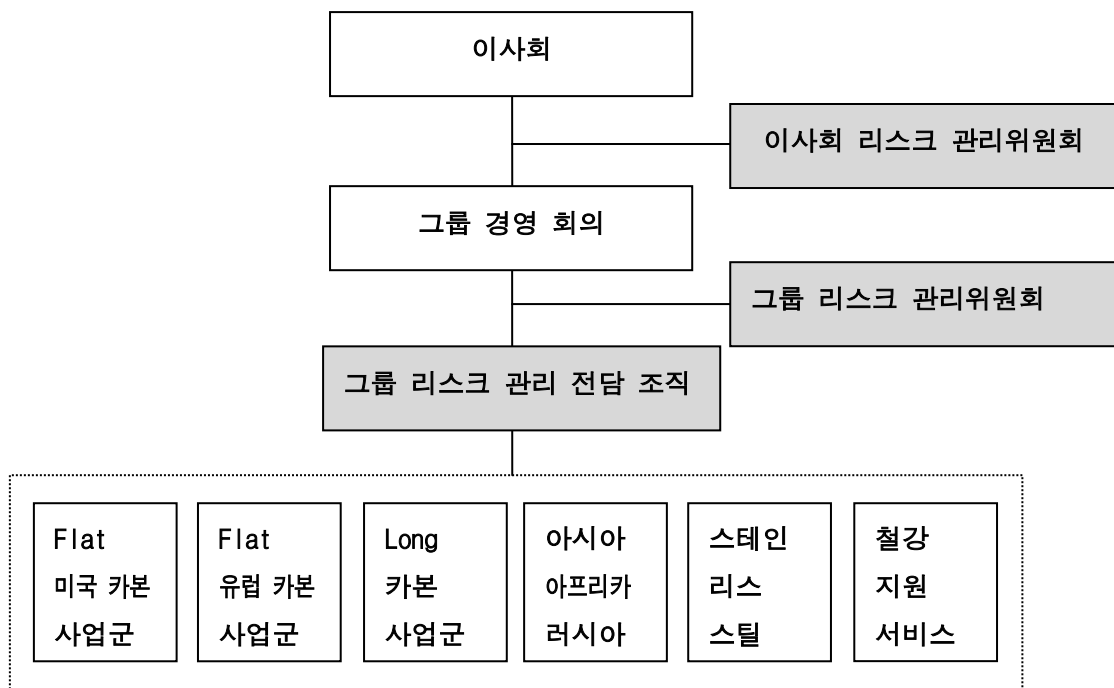 이사회
이사회 리스크 관리위원회
그룹 경영 회의
그룹 리스크 관리위원회
그룹 리스크 관리 전담 조직
Flat
미국 카본
사업군
Flat
유럽 카본
사업군
Long
카본
사업군
아시아
아프리카
러시아
스테인
리스
스틸
철강
지원
서비스